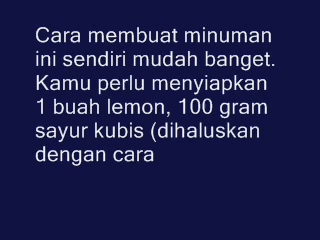 Cara membuat minuman
ini sendiri mudah banget.
Kamu perlu menyiapkan
1 buah lemon, 100 gram
sayur kubis (dihaluskan
dengan cara